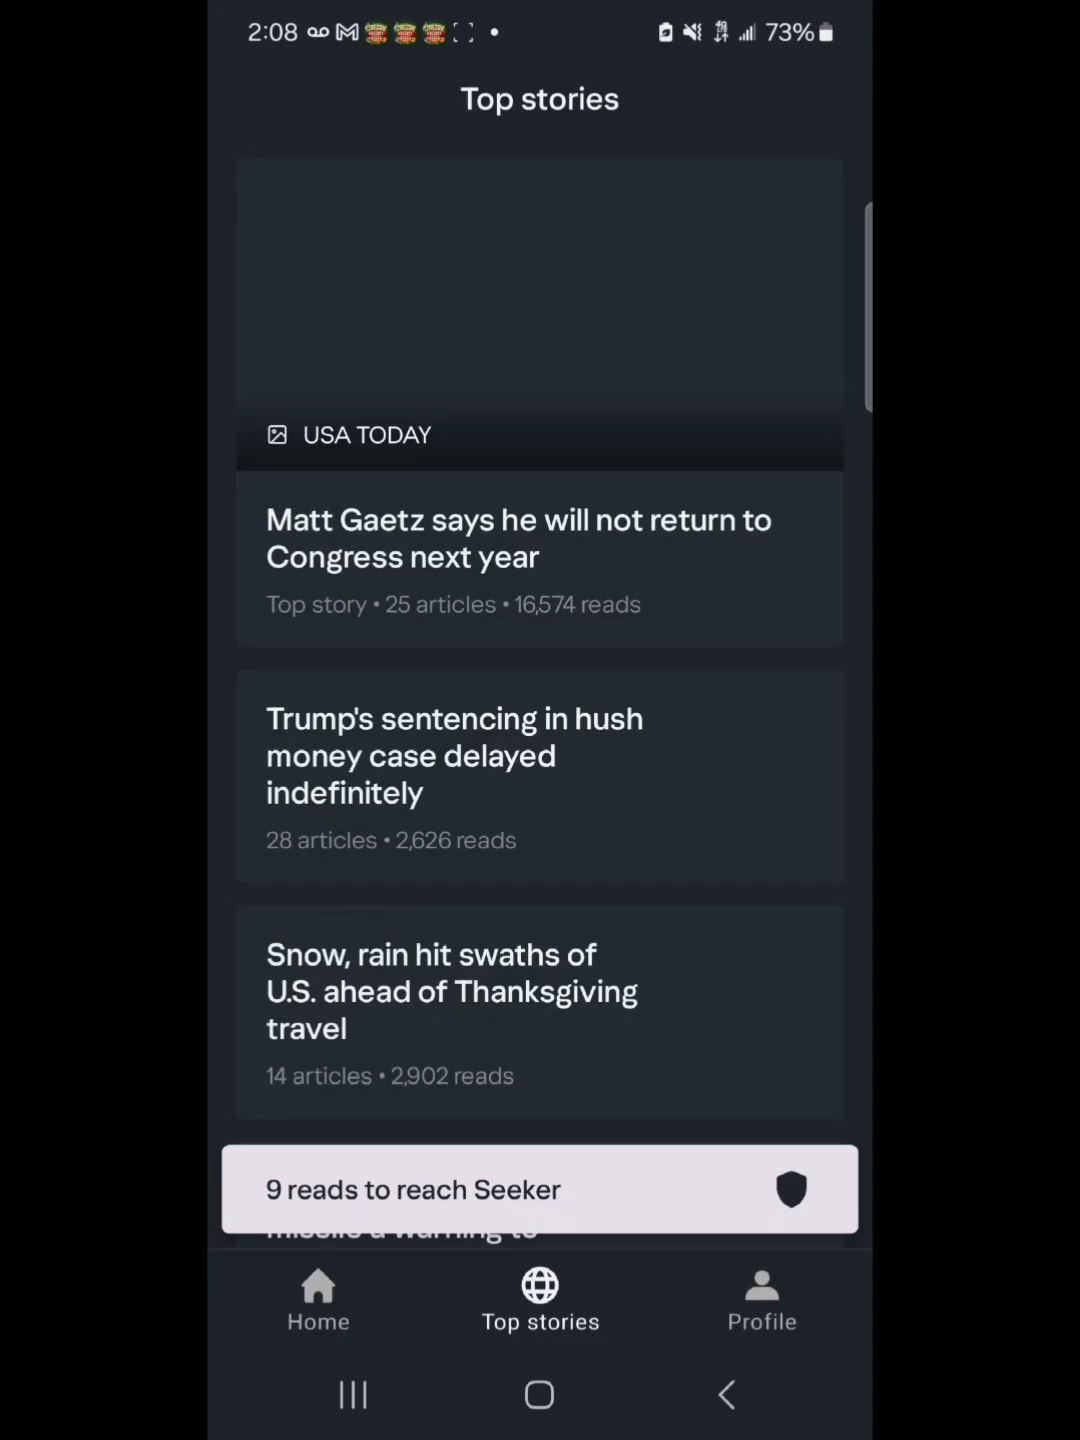 2:08
73%
Top stories
USA TODAY
Matt Gaetz says he will not return to
Congress next year
Top story • 25 articles • 16,574 reads
Trump's sentencing in hush
money case delayed
indefinitely
28 articles • 2,626 reads
Snow, rain hit swaths of
U.S. ahead of Thanksgiving
travel
14 articles • 2,902 reads
9 reads to reach Seeker
missile a warning to
Home
Top stories
Profile